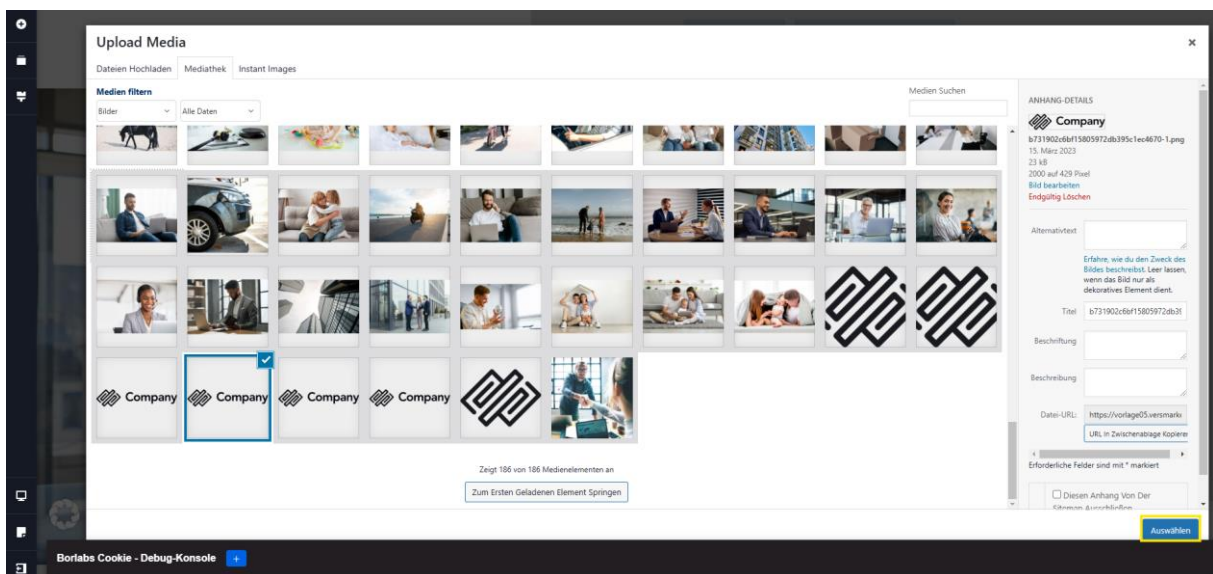 Upload Media
Dateien Hochladen Mediathek Instant Images
Medien filtern
Bilder Alle Daten
Medien Suchen
ANHANG-DETAILS
Company
b731902c6bf15805972db395c1ec4670-1.png
15. März 2023
23 kB
2000 auf 429 Pixel
Bild bearbeiten
Endgültig Löschen
Alternativtext
Erfahre, wie du den Zweck des
Bildes beschreibst. Leer lassen,
wenn das Bild nur als
dekoratives Element dient.
Titel b731902c6bf15805972db3
Beschriftung
Beschreibung
Datei-URL: https://vorlage05.versmark
URL in Zwischenablage Kopieren
Erforderliche Felder sind mit * markiert
Diesen Anhang Von Der
Sitemap Ausschließen
Company Company Company Company
Zeigt 186 von 186 Medienelementen an
Zum Ersten Geladenen Element Springen
Auswählen
Borlabs Cookie - Debug-Konsole +